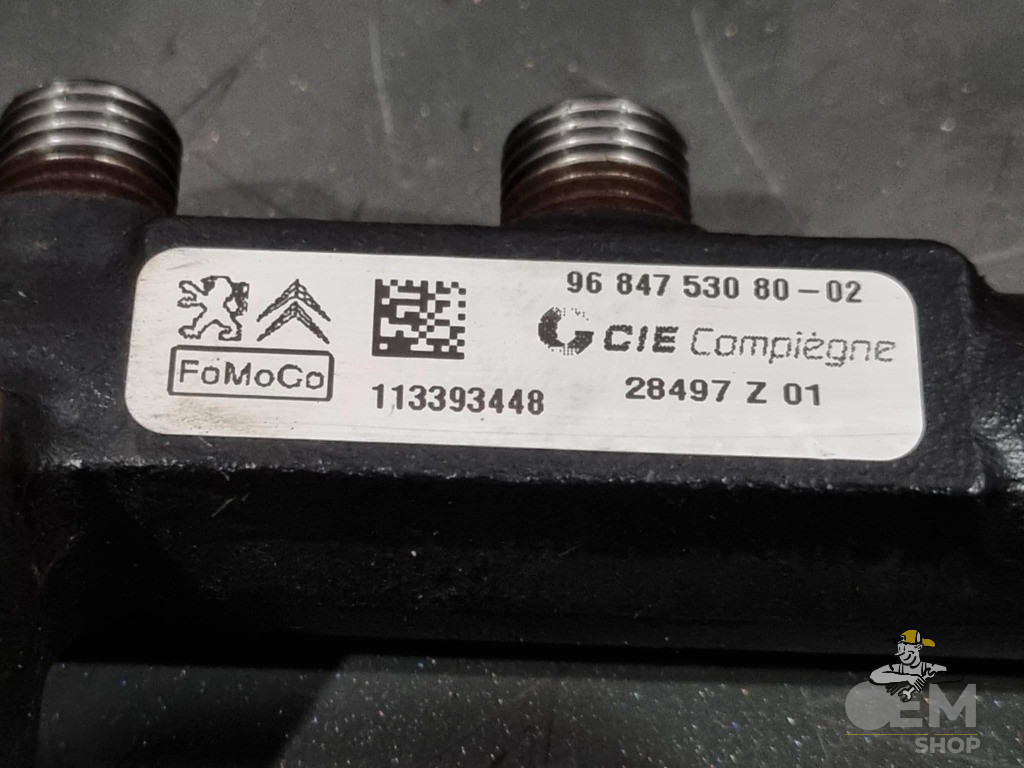 96 847 530 80-02
CIE Compiègne
FoMoCo
113393448
28497 Z 01
OEM
SHOP